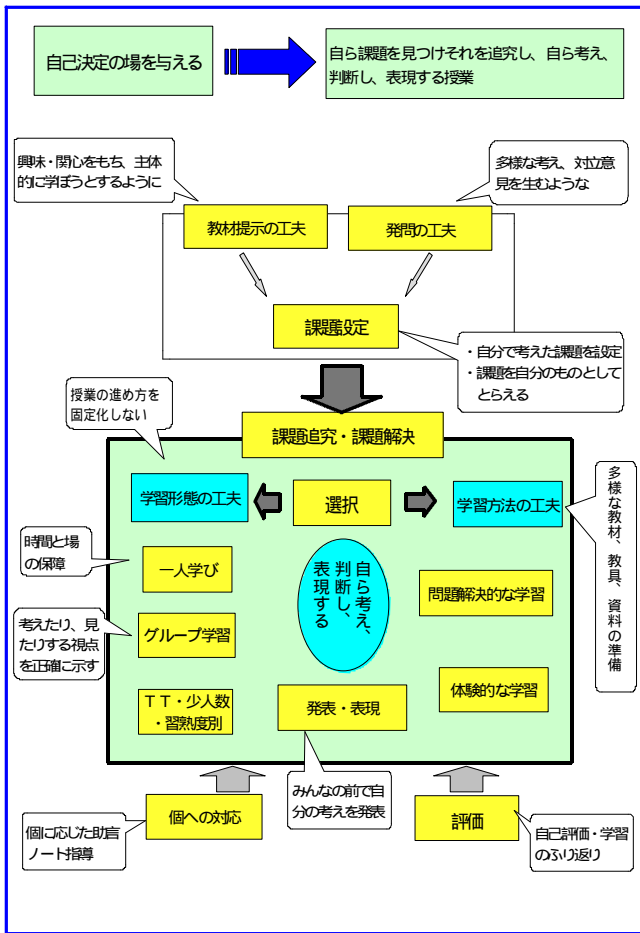 自己決定の場を与える
自ら課題を見つけそれを追究し、自ら考え、
判断し、表現する授業
興味・関心をもち、主体
的に学ぼうとするように
多様な考え、対立意
見を生むような
教材提示の工夫
発問の工夫
課題設定
・自分で考えた課題を設定
・課題を自分のものとして
とらえる
授業の進め方を
固定化しない
課題追究・課題解決
学習形態の工夫
選択
学習方法の工夫
多様な教材、教具、資料の準備
時間と場
の保障
一人学び
自ら考え、
判断し、
表現する
問題解決的な学習
考えたり、見
たりする視点
を正確に示す
グループ学習
体験的な学習
ＴＴ・少人数
・習熟度別
発表・表現
みんなの前で自
分の考えを発表
個への対応
評価
個に応じた助言
ノート指導
自己評価・学習
のふり返り